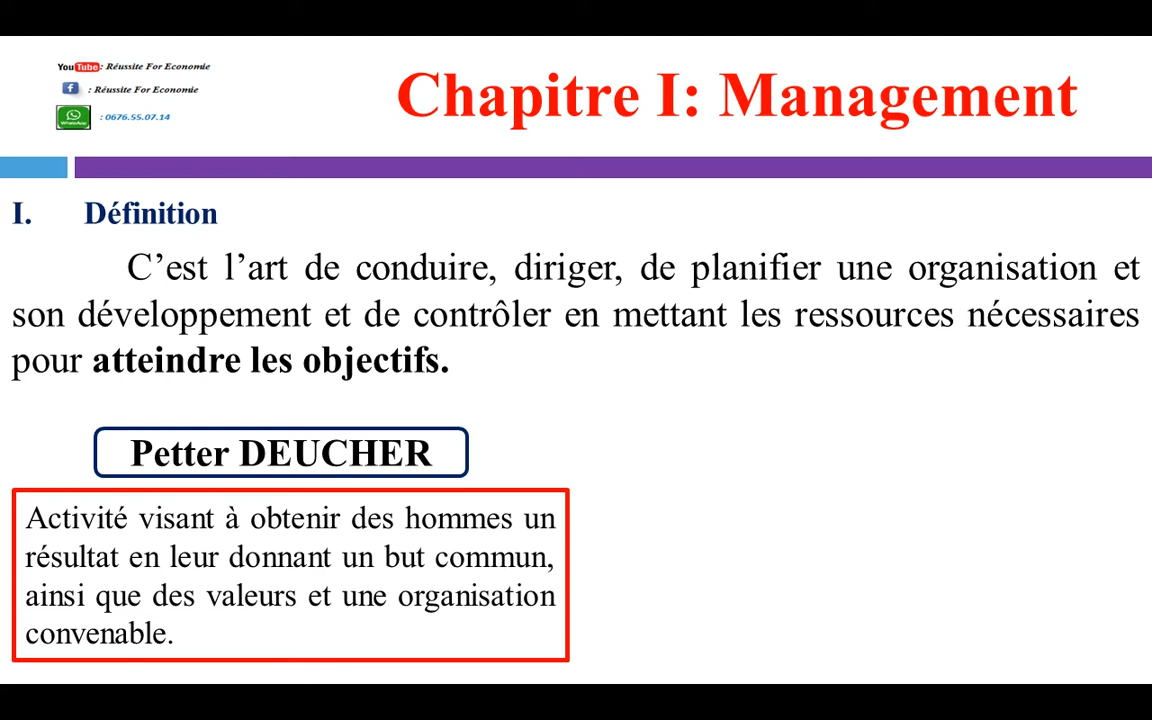 YouTube : Réussite For Economie
: Réussite For Economie
WhatsApp : 0676.55.07.14
Chapitre I: Management
I. Définition
C’est l’art de conduire, diriger, de planifier une organisation et
son développement et de contrôler en mettant les ressources nécessaires
pour atteindre les objectifs.
Petter DEUCHER
Activité visant à obtenir des hommes un
résultat en leur donnant un but commun,
ainsi que des valeurs et une organisation
convenable.